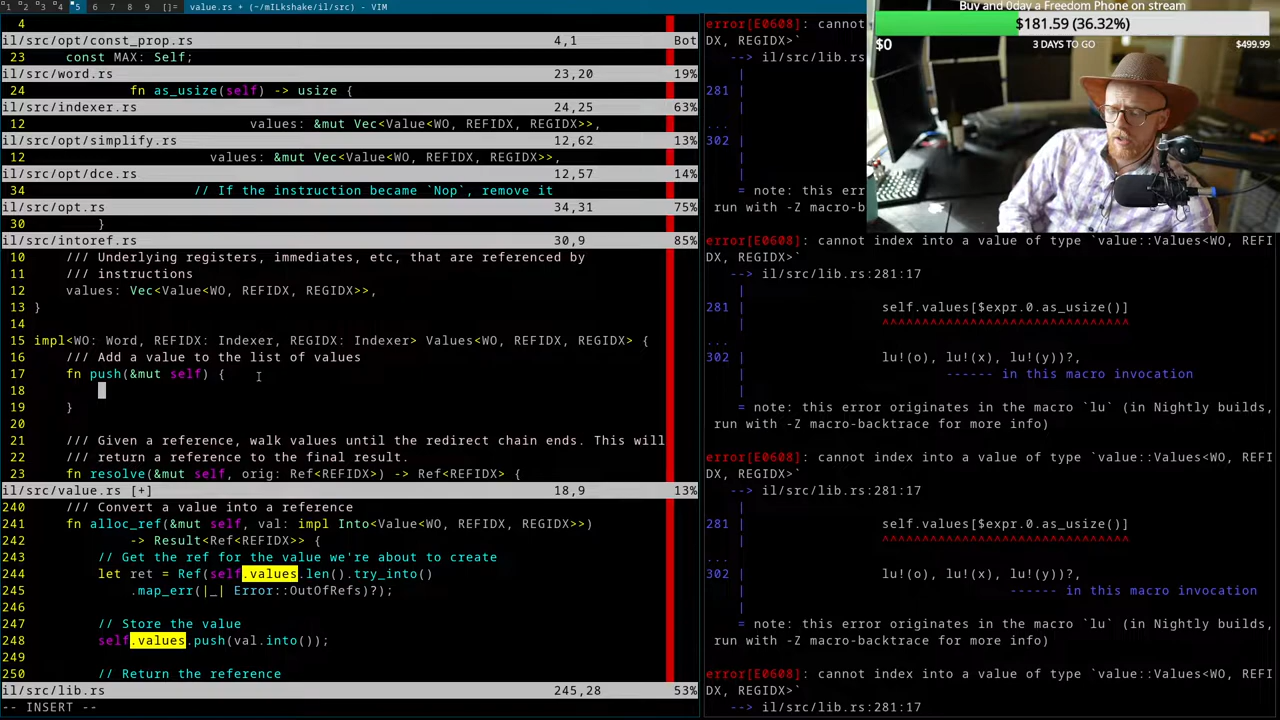 1 2 3 4 5 6 7 8 9 []= value.rs + (~/mILkshake/il/src) - VIM
4
il/src/opt/const_prop.rs 4,1 Bot
23 const MAX: Self;
il/src/word.rs 23,20 19%
24 fn as_usize(self) -> usize {
il/src/indexer.rs 24,25 63%
12 values: &mut Vec<Value<WO, REFIDX, REGIDX>>,
il/src/opt/simplify.rs 12,62 13%
12 values: &mut Vec<Value<WO, REFIDX, REGIDX>>,
il/src/opt/dce.rs 12,57 14%
34 // If the instruction became `Nop`, remove it
il/src/opt.rs 34,31 75%
30 }
il/src/intoref.rs 30,9 85%
10 /// Underlying registers, immediates, etc, that are referenced by
11 /// instructions
12 values: Vec<Value<WO, REFIDX, REGIDX>>,
13 }
14
15 impl<WO: Word, REFIDX: Indexer, REGIDX: Indexer> Values<WO, REFIDX, REGIDX> {
16 /// Add a value to the list of values
17 fn push(&mut self) {
18
19 }
20
21 /// Given a reference, walk values until the redirect chain ends. This will
22 /// return a reference to the final result.
23 fn resolve(&mut self, orig: Ref<REFIDX>) -> Ref<REFIDX> {
il/src/value.rs [+] 18,9 13%
240 /// Convert a value into a reference
241 fn alloc_ref(&mut self, val: impl Into<Value<WO, REFIDX, REGIDX>>)
242 -> Result<Ref<REFIDX>> {
243 // Get the ref for the value we're about to create
244 let ret = Ref(self.values.len().try_into()
245 .map_err(|_| Error::OutOfRefs)?);
246
247 // Store the value
248 self.values.push(val.into());
249
250 // Return the reference
il/src/lib.rs 245,28 53%
-- INSERT --
error[E0608]: cannot
DX, REGIDX>`
--> il/src/lib.rs
|
281 |
...
302 |
|
= note: this err
run with -Z macro-b
error[E0608]: cannot index into a value of type `value::Values<WO, REFI
DX, REGIDX>`
--> il/src/lib.rs:281:17
|
281 | self.values[$expr.0.as_usize()]
| ^^^^^^^^^^^^^^^^^^^^^^^^^^^^^^^
...
302 | lu!(o), lu!(x), lu!(y))?,
| ------ in this macro invocation
|
= note: this error originates in the macro `lu` (in Nightly builds,
run with -Z macro-backtrace for more info)
error[E0608]: cannot index into a value of type `value::Values<WO, REFI
DX, REGIDX>`
--> il/src/lib.rs:281:17
|
281 | self.values[$expr.0.as_usize()]
| ^^^^^^^^^^^^^^^^^^^^^^^^^^^^^^^
...
302 | lu!(o), lu!(x), lu!(y))?,
| ------ in this macro invocation
|
= note: this error originates in the macro `lu` (in Nightly builds,
run with -Z macro-backtrace for more info)
error[E0608]: cannot index into a value of type `value::Values<WO, REFI
DX, REGIDX>`
--> il/src/lib.rs:281:17
Buy and 0day a Freedom Phone on stream
$181.59 (36.32%)
$0 3 DAYS TO GO $499.99